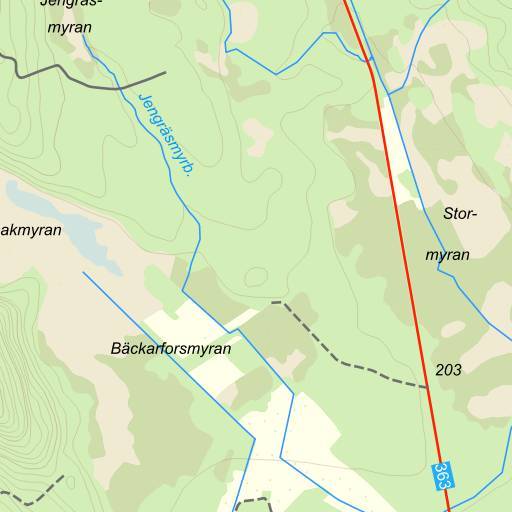 Jengräs-
myran
Jengräsmyrb.
akmyran
Stor-
myran
Bäckarforsmyran
203
363